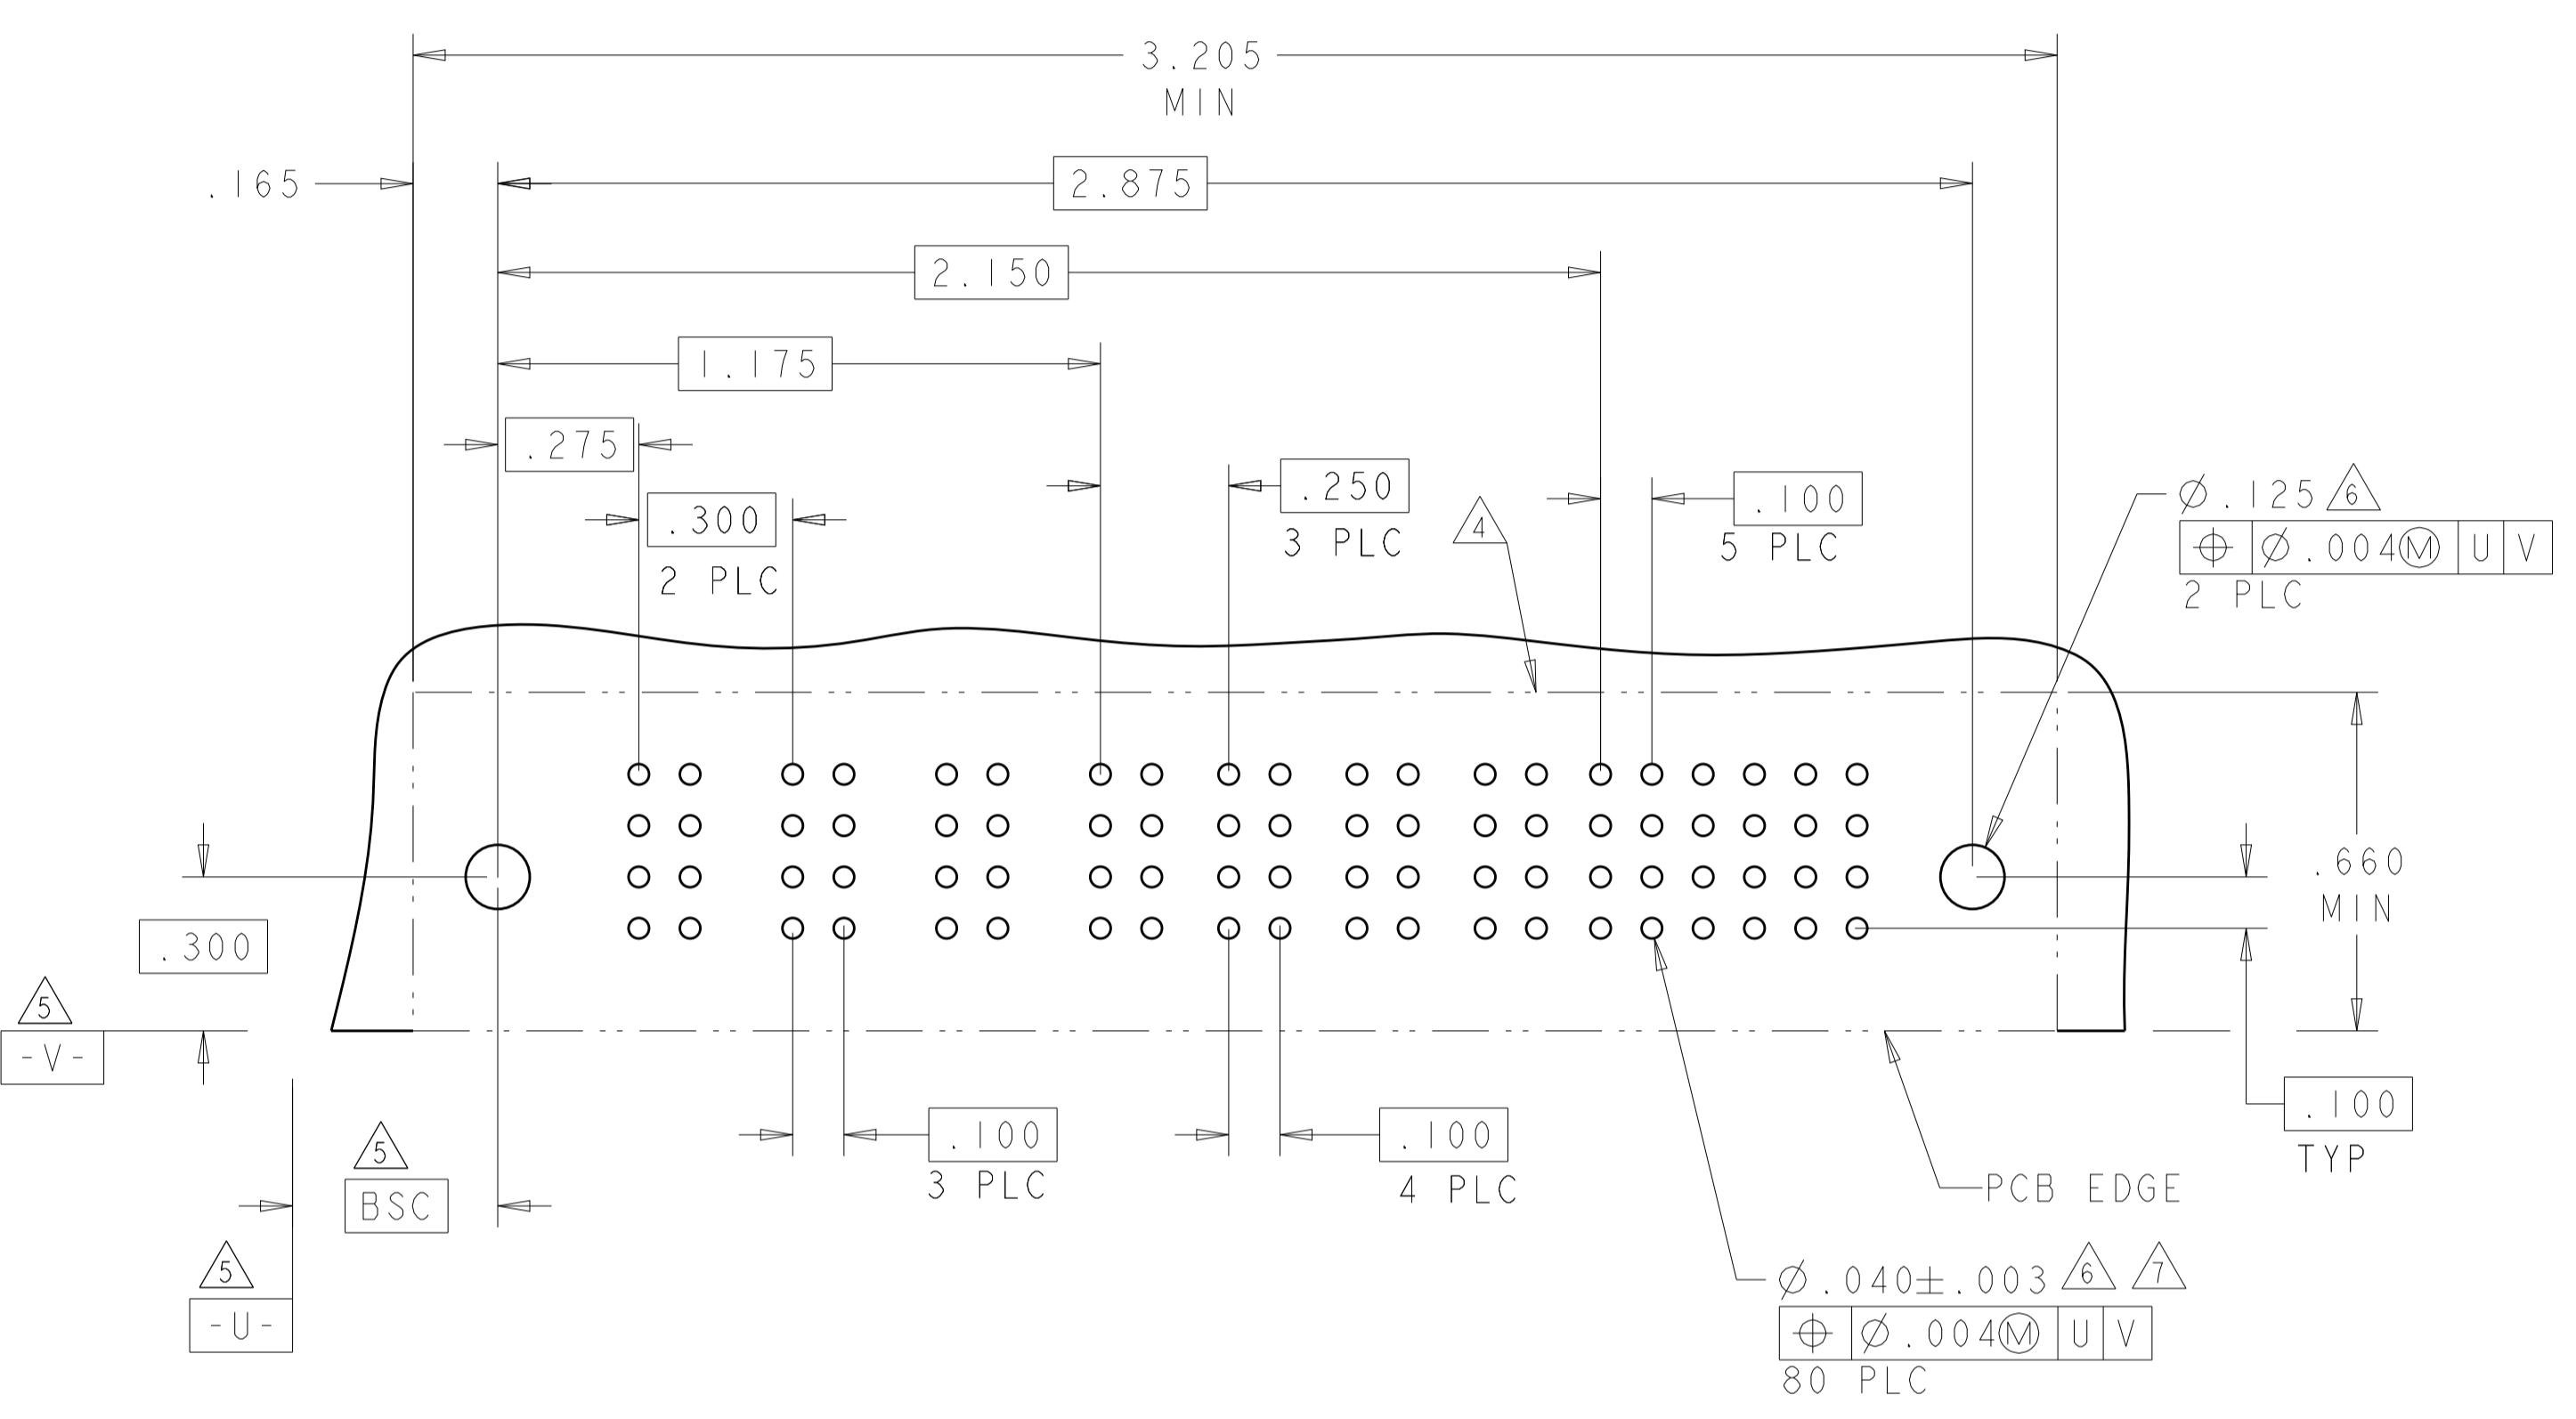 3.205
MIN
.165
2.875
2.150
1.175
.275
.300
2 PLC
.250
3 PLC
4
.100
5 PLC
Ø.125 6
⌖ Ø.004Ⓜ U V
2 PLC
.660
MIN
.300
5
-V-
.100
TYP
5
BSC
5
-U-
.100
3 PLC
.100
4 PLC
PCB EDGE
Ø.040±.003 6 7
⌖ Ø.004Ⓜ U V
80 PLC